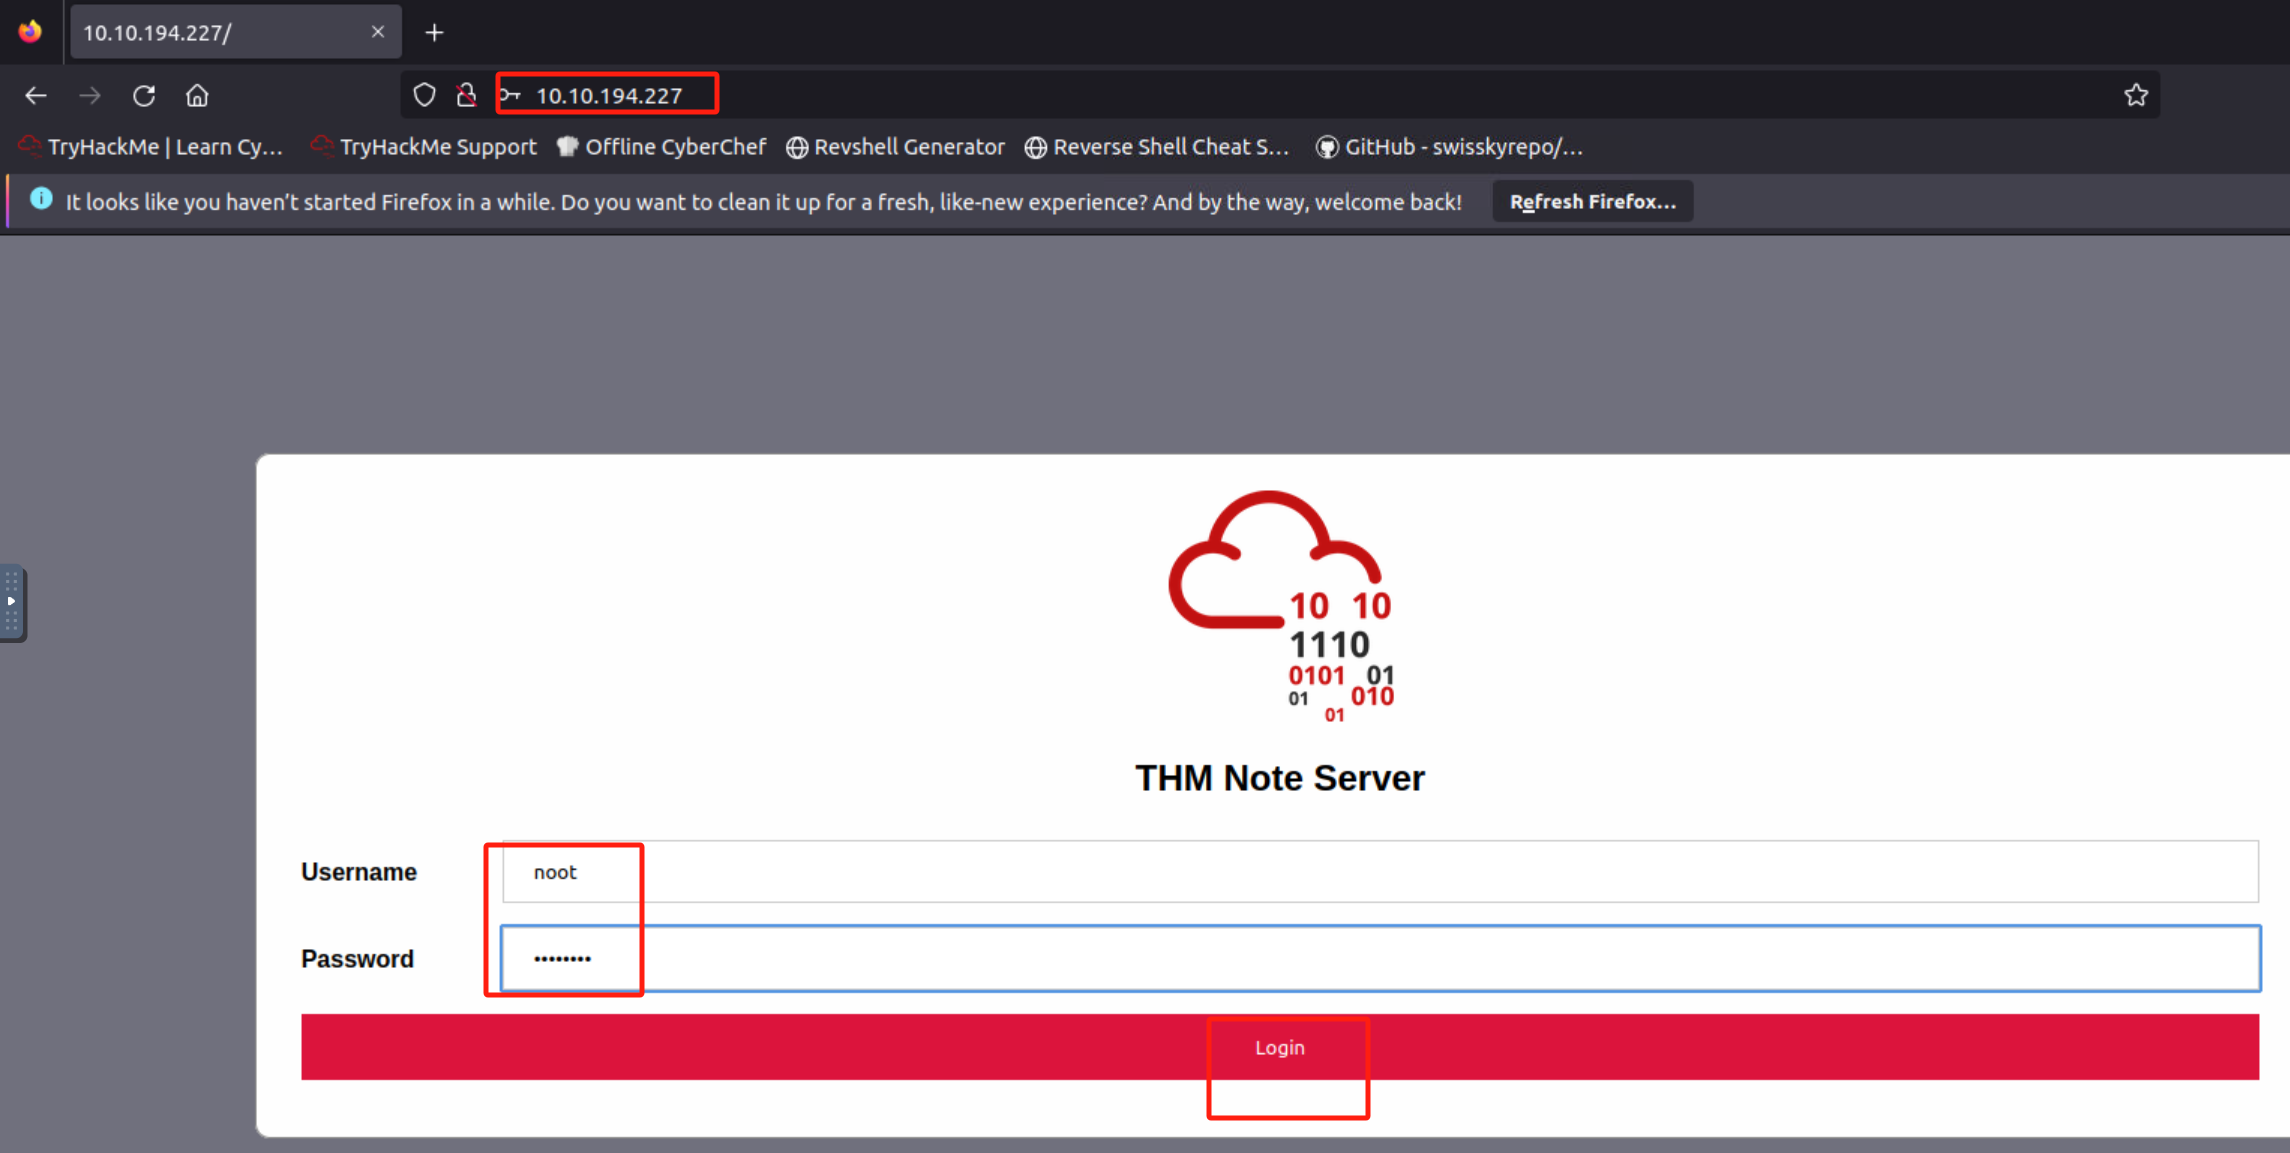 10.10.194.227/
10.10.194.227
TryHackMe | Learn Cy… TryHackMe Support Offline CyberChef Revshell Generator Reverse Shell Cheat S… GitHub - swisskyrepo/…
It looks like you haven't started Firefox in a while. Do you want to clean it up for a fresh, like-new experience? And by the way, welcome back! Refresh Firefox…
10 10
1110
0101 01
01 010
01
THM Note Server
Username noot
Password ••••••••
Login